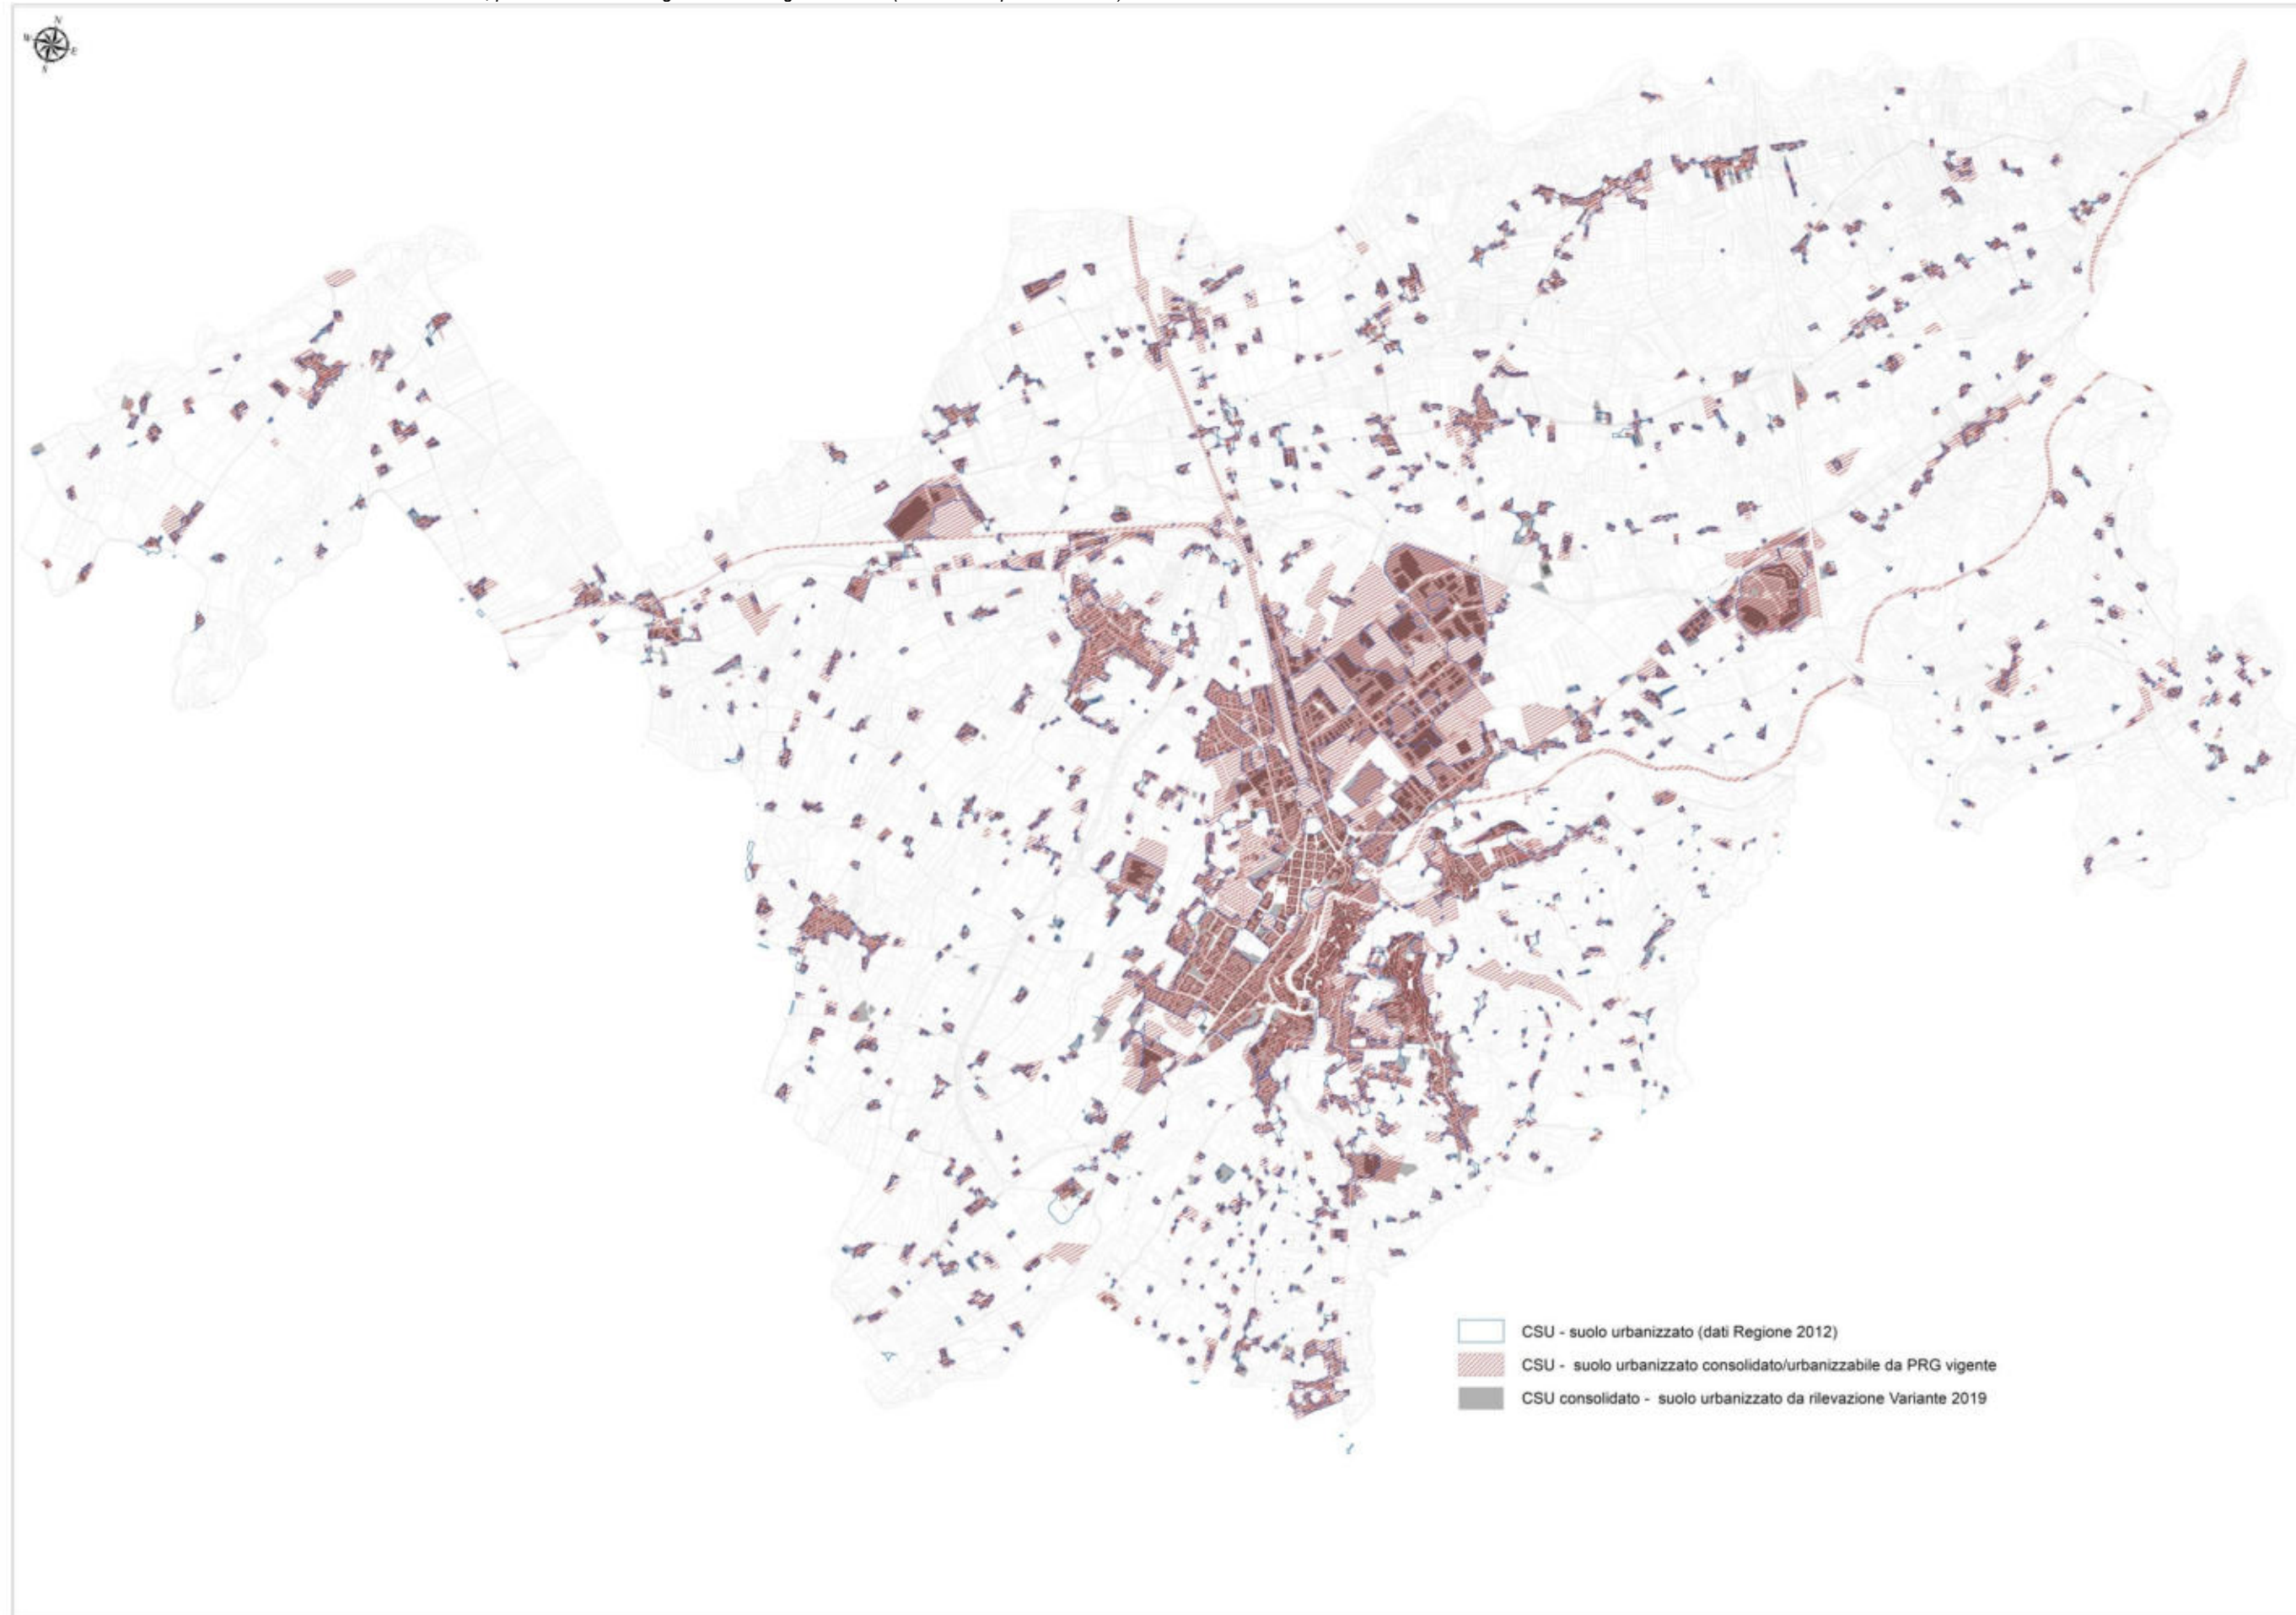 N
W
E
CSU - suolo urbanizzato (dati Regione 2012)
CSU - suolo urbanizzato consolidato/urbanizzabile da PRG vigente
CSU consolidato - suolo urbanizzato da rilevazione Variante 2019